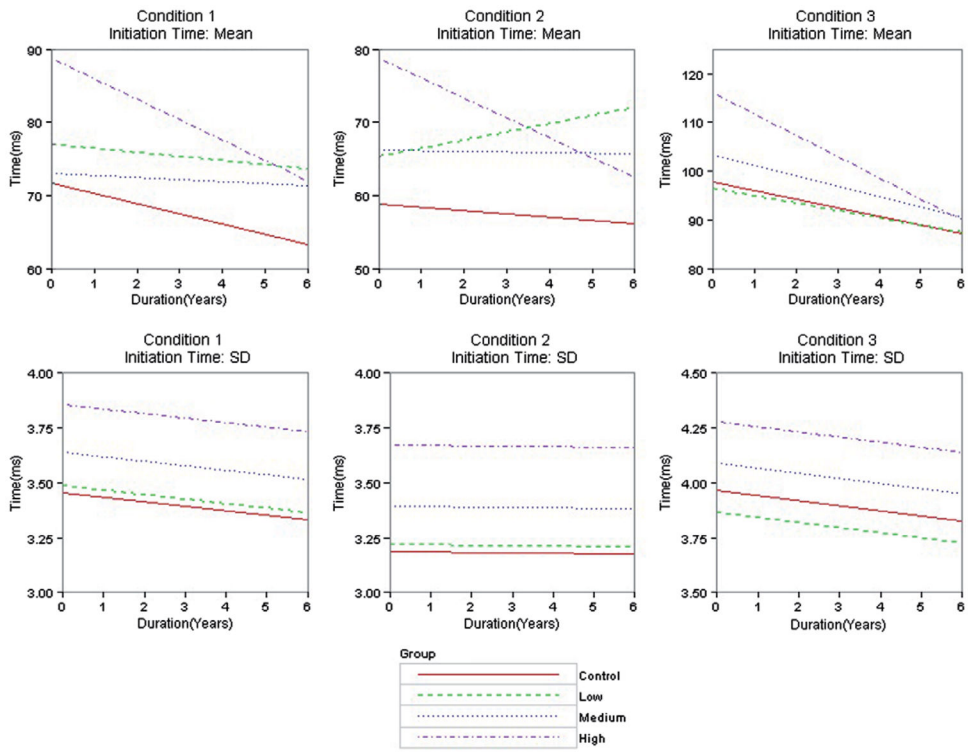 Condition 1
Initiation Time: Mean
Condition 2
Initiation Time: Mean
Condition 3
Initiation Time: Mean
Time(ms)
90
80
70
60
0 1 2 3 4 5 6
Duration(Years)
Time(ms)
80
70
60
50
0 1 2 3 4 5 6
Duration(Years)
Time(ms)
120
110
100
90
80
0 1 2 3 4 5 6
Duration(Years)
Condition 1
Initiation Time: SD
Condition 2
Initiation Time: SD
Condition 3
Initiation Time: SD
Time(ms)
4.00
3.75
3.50
3.25
3.00
0 1 2 3 4 5 6
Duration(Years)
Time(ms)
4.00
3.75
3.50
3.25
3.00
0 1 2 3 4 5 6
Duration(Years)
Time(ms)
4.50
4.25
4.00
3.75
3.50
0 1 2 3 4 5 6
Duration(Years)
Group
Control
Low
Medium
High